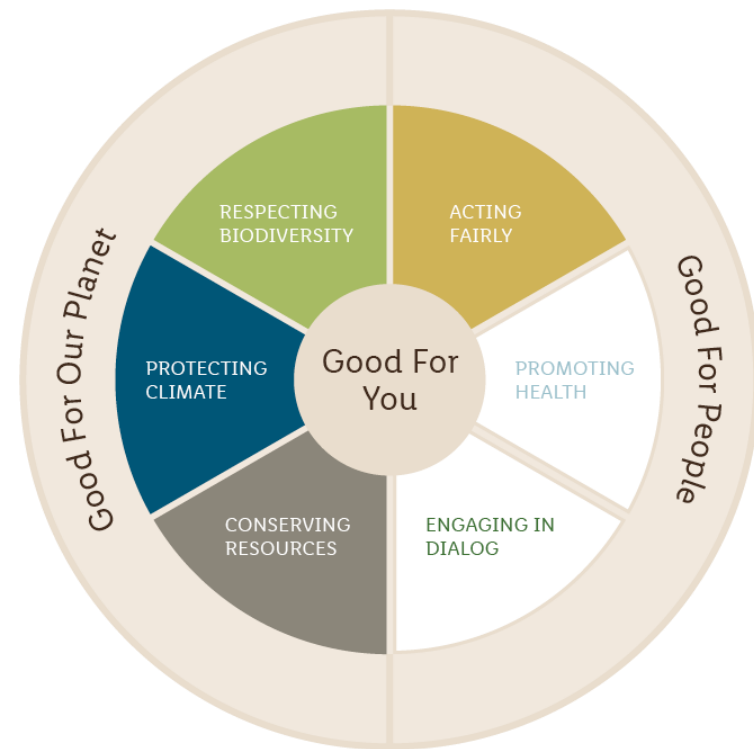 RESPECTING
BIODIVERSITY
ACTING
FAIRLY
Good For Our Planet
PROTECTING
CLIMATE
Good For
You
PROMOTING
HEALTH
Good For People
CONSERVING
RESOURCES
ENGAGING IN
DIALOG